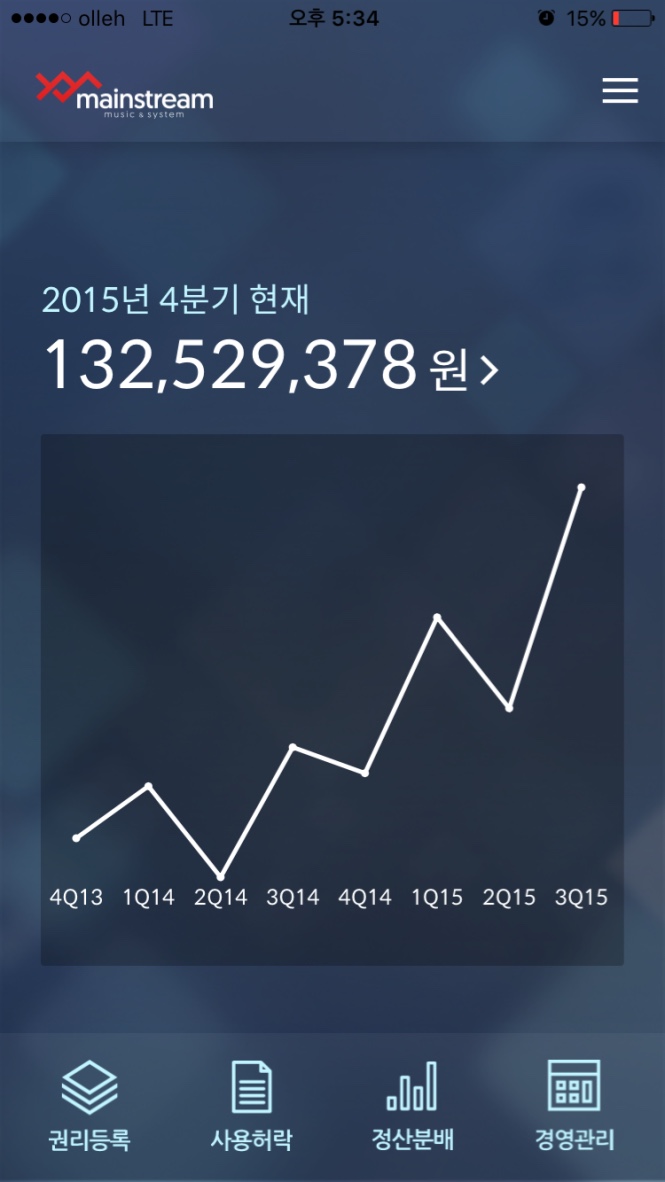 olleh LTE 오후 5:34 15%
mainstream
music & system
2015년 4분기 현재
132,529,378 원
4Q13 1Q14 2Q14 3Q14 4Q14 1Q15 2Q15 3Q15
권리등록 사용허락 정산분배 경영관리